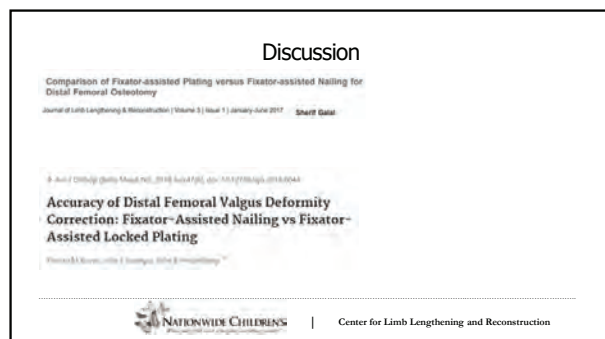 Discussion
Comparison of Fixator-assisted Plating versus Fixator-assisted Nailing for
Distal Femoral Osteotomy
Journal of Limb Lengthening & Reconstruction | Volume 3 | Issue 1 | January-June 2017 Sherif Galal
Accuracy of Distal Femoral Valgus Deformity
Correction: Fixator-Assisted Nailing vs Fixator-
Assisted Locked Plating
NATIONWIDE CHILDREN'S | Center for Limb Lengthening and Reconstruction